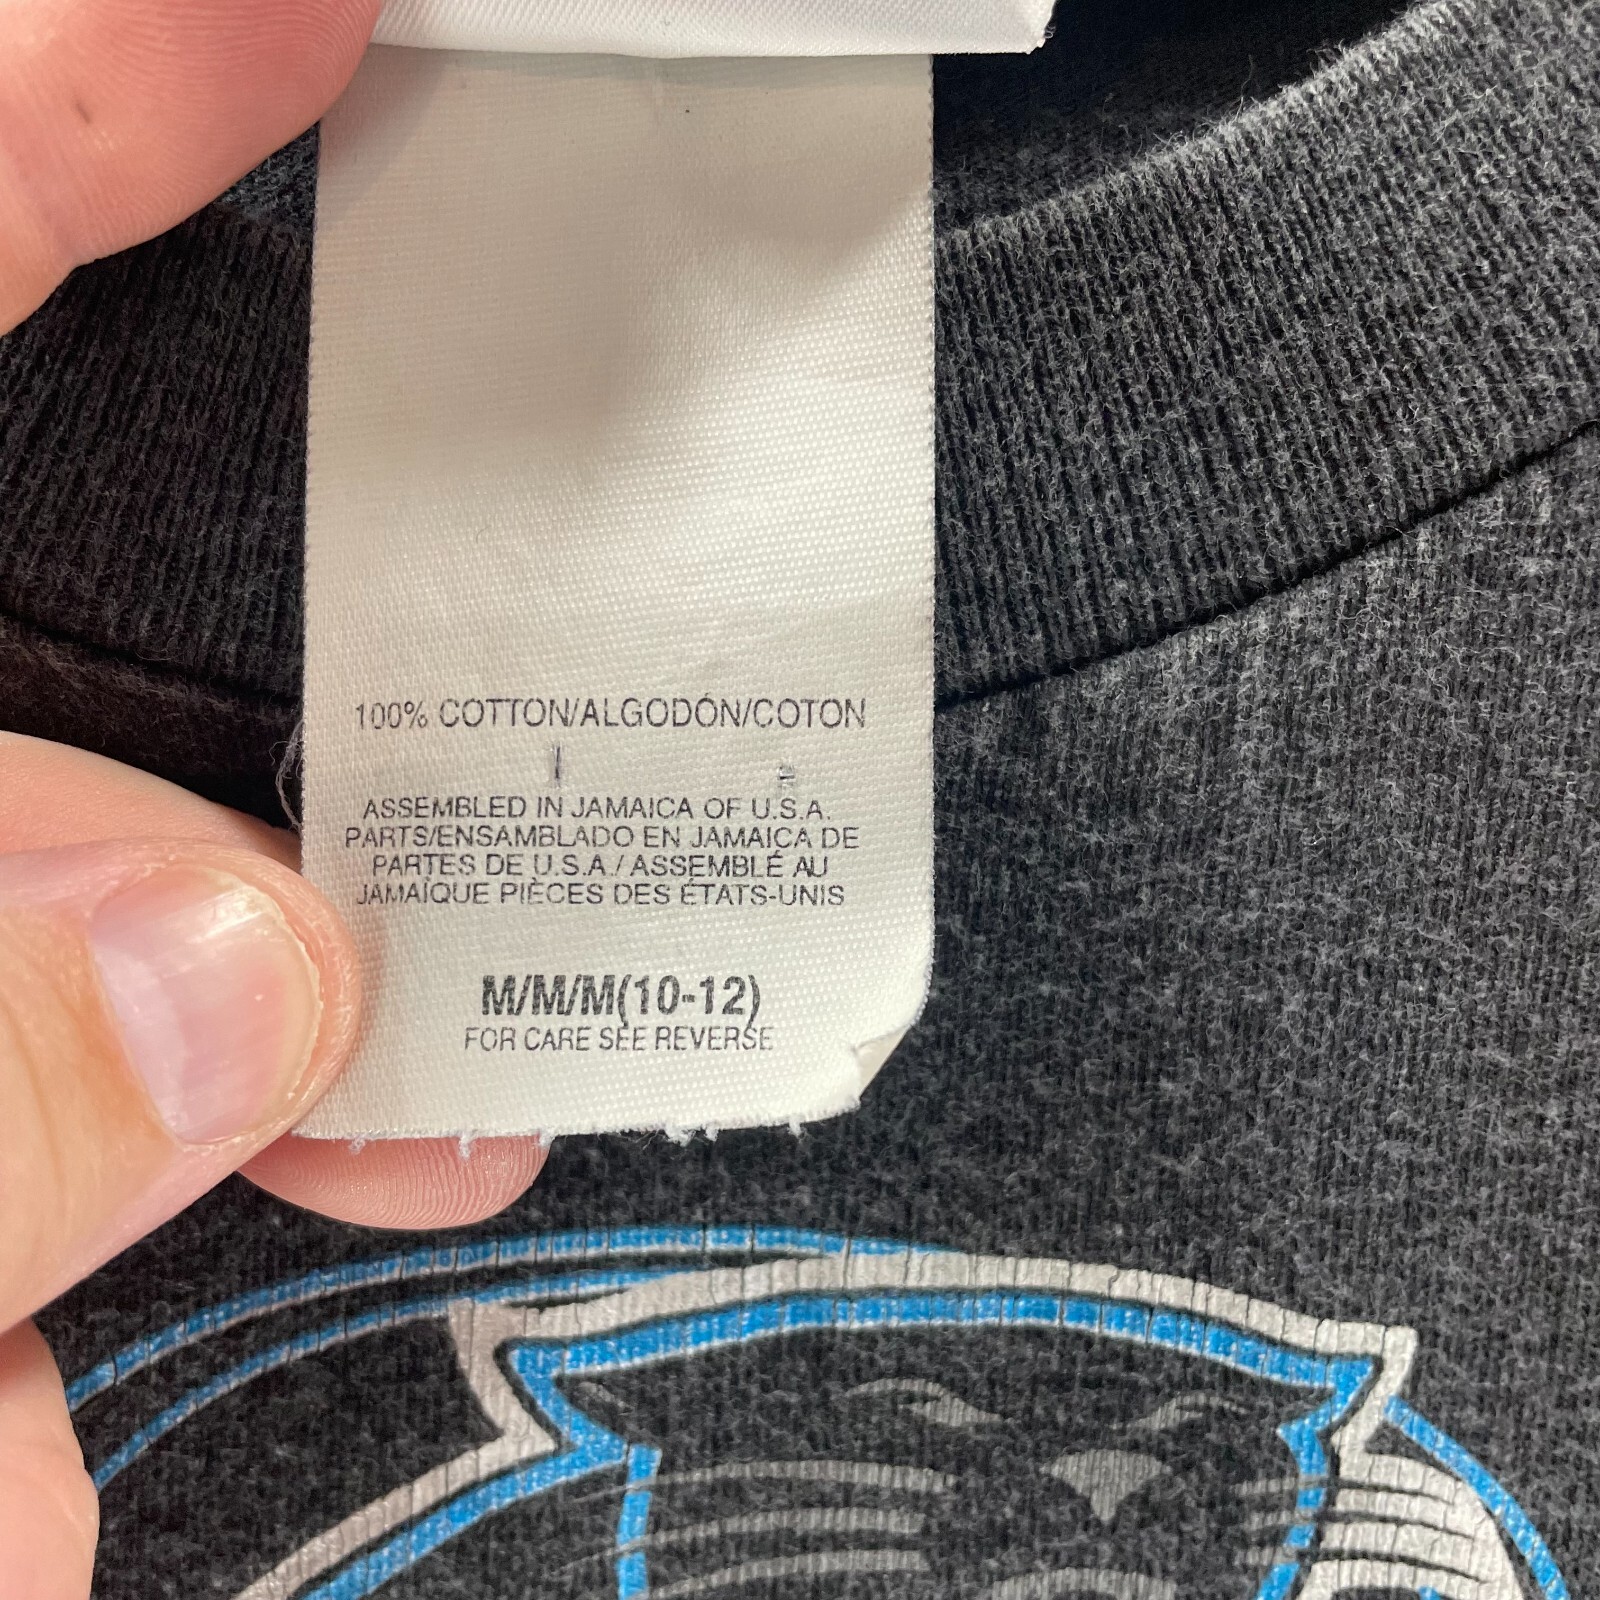 100% COTTON/ALGODÓN/COTON
ASSEMBLED IN JAMAICA OF U.S.A.
PARTS/ENSAMBLADO EN JAMAICA DE
PARTES DE U.S.A./ASSEMBLÉ AU
JAMAÏQUE PIÈCES DES ÉTATS-UNIS
M/M/M(10-12)
FOR CARE SEE REVERSE